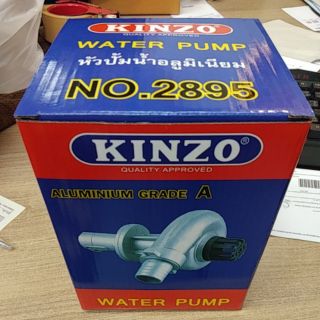 KINZO
QUALITY APPROVED
WATER PUMP
หัวปั๊มน้ำอลูมิเนียม
NO.2895
KINZO®
QUALITY APPROVED
ALUMINIUM GRADE A
WATER PUMP